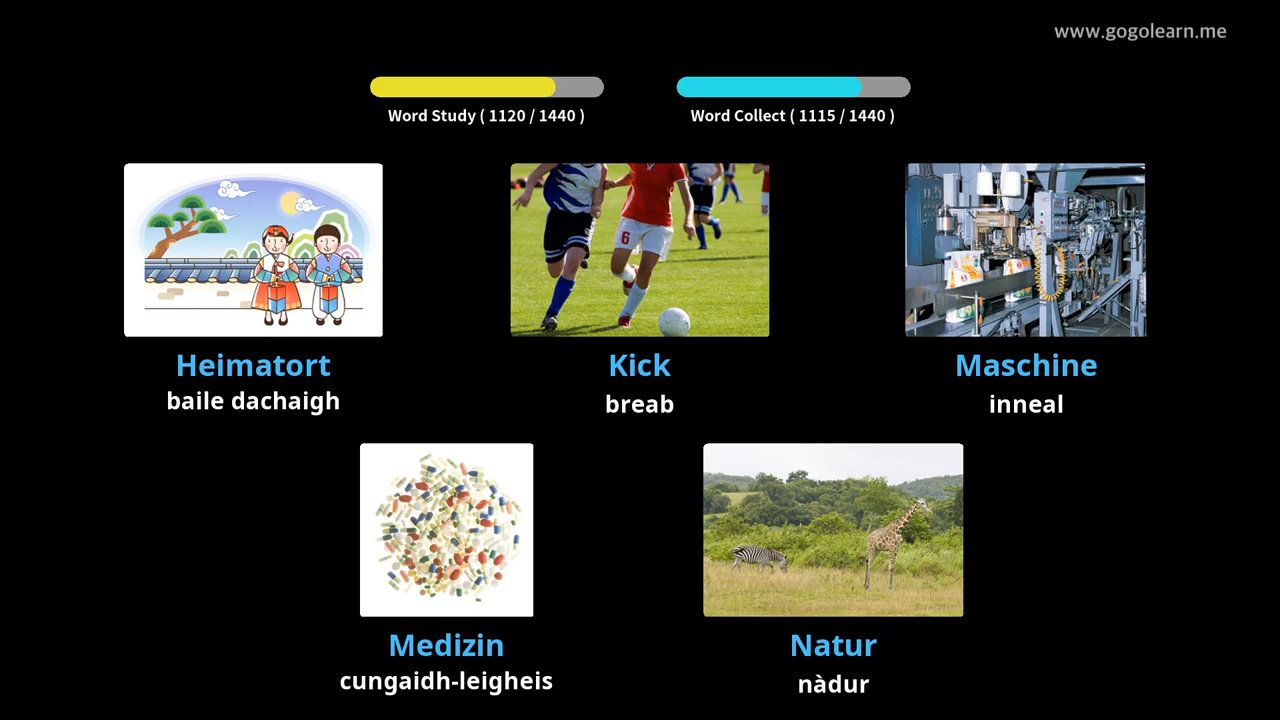 www.gogolearn.me
Word Study ( 1120 / 1440 )
Word Collect ( 1115 / 1440 )
Heimatort
baile dachaigh
Kick
breab
Maschine
inneal
Medizin
cungaidh-leigheis
Natur
nàdur
6